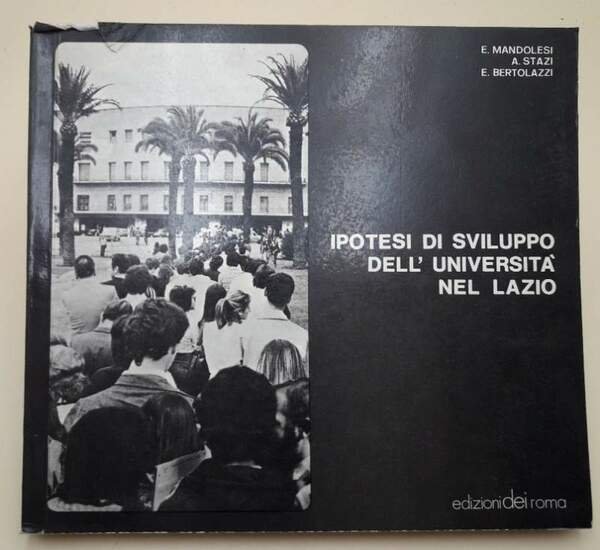 E. MANDOLESI
A. STAZI
E. BERTOLAZZI
IPOTESI DI SVILUPPO
DELL' UNIVERSITÀ
NEL LAZIO
edizioni dei roma